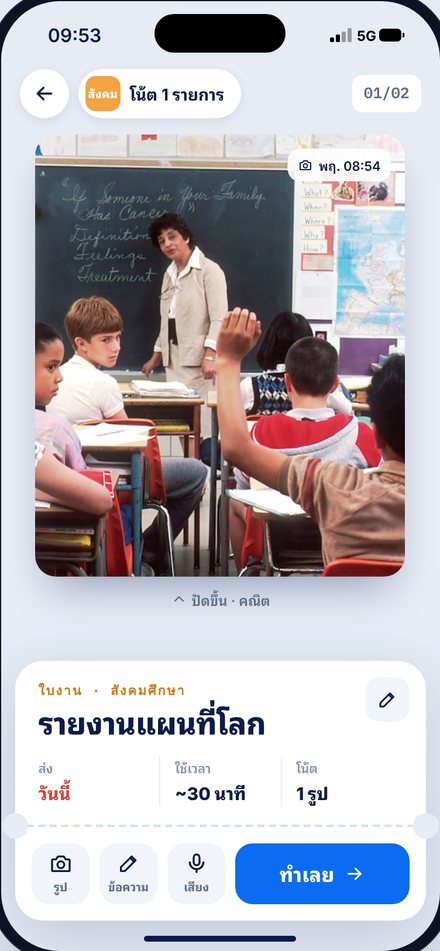 09:53
5G
สังคม
โน้ต 1 รายการ
01/02
พฤ. 08:54
"If Someone in Your Family
Has Cancer"
Definition
Feelings
Treatment
What?
When?
Where?
Why?
How?
ปัดขึ้น · คณิต
ใบงาน · สังคมศึกษา
รายงานแผนที่โลก
ส่ง
วันนี้
ใช้เวลา
~30 นาที
โน้ต
1 รูป
รูป
ข้อความ
เสียง
ทำเลย